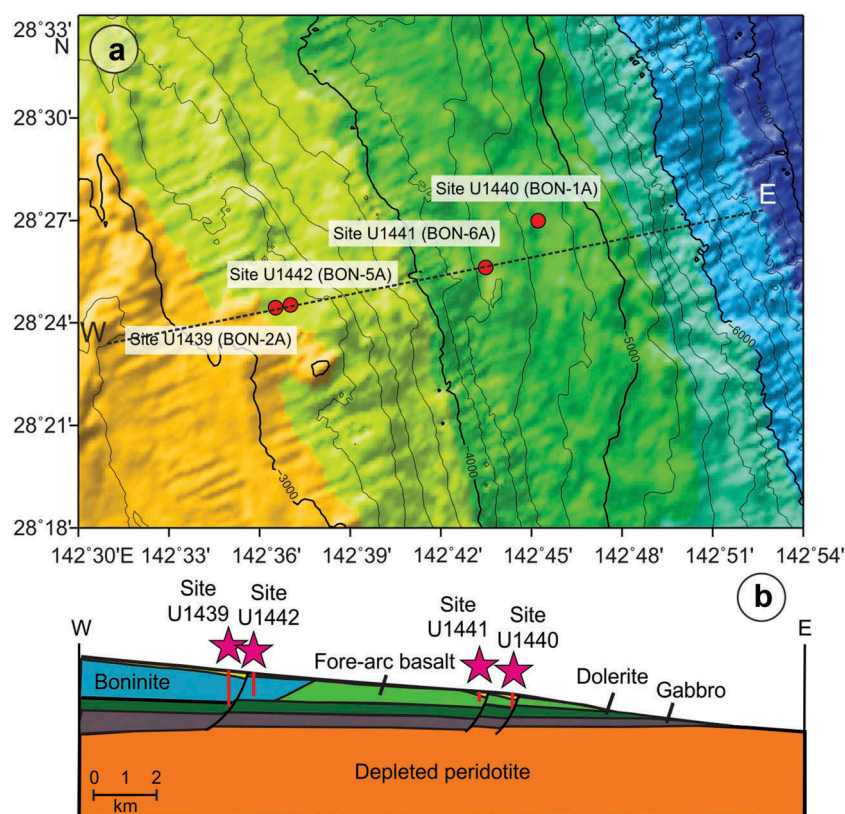 28°33'
N
a
28°30'
28°27'
28°24'
28°21'
28°18'
-7000
Site U1440 (BON-1A)
E
Site U1441 (BON-6A)
Site U1442 (BON-5A)
W
Site U1439 (BON-2A)
-6000
-5000
-4000
-3000
142°30'E 142°33' 142°36' 142°39' 142°42' 142°45' 142°48' 142°51' 142°54'
b
Site
U1439
Site
U1442
Site
U1441
Site
U1440
W
E
Fore-arc basalt
Dolerite
Boninite
Gabbro
Depleted peridotite
0 1 2
km